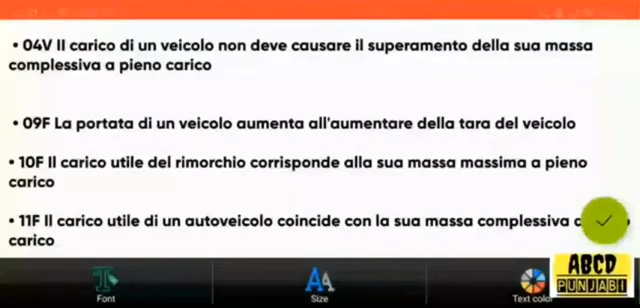 • 04V Il carico di un veicolo non deve causare il superamento della sua massa
complessiva a pieno carico
• 09F La portata di un veicolo aumenta all'aumentare della tara del veicolo
• 10F Il carico utile del rimorchio corrisponde alla sua massa massima a pieno
carico
• 11F Il carico utile di un autoveicolo coincide con la sua massa complessiva
carico
Font
Size
Text color
ABCD
PUNJABI